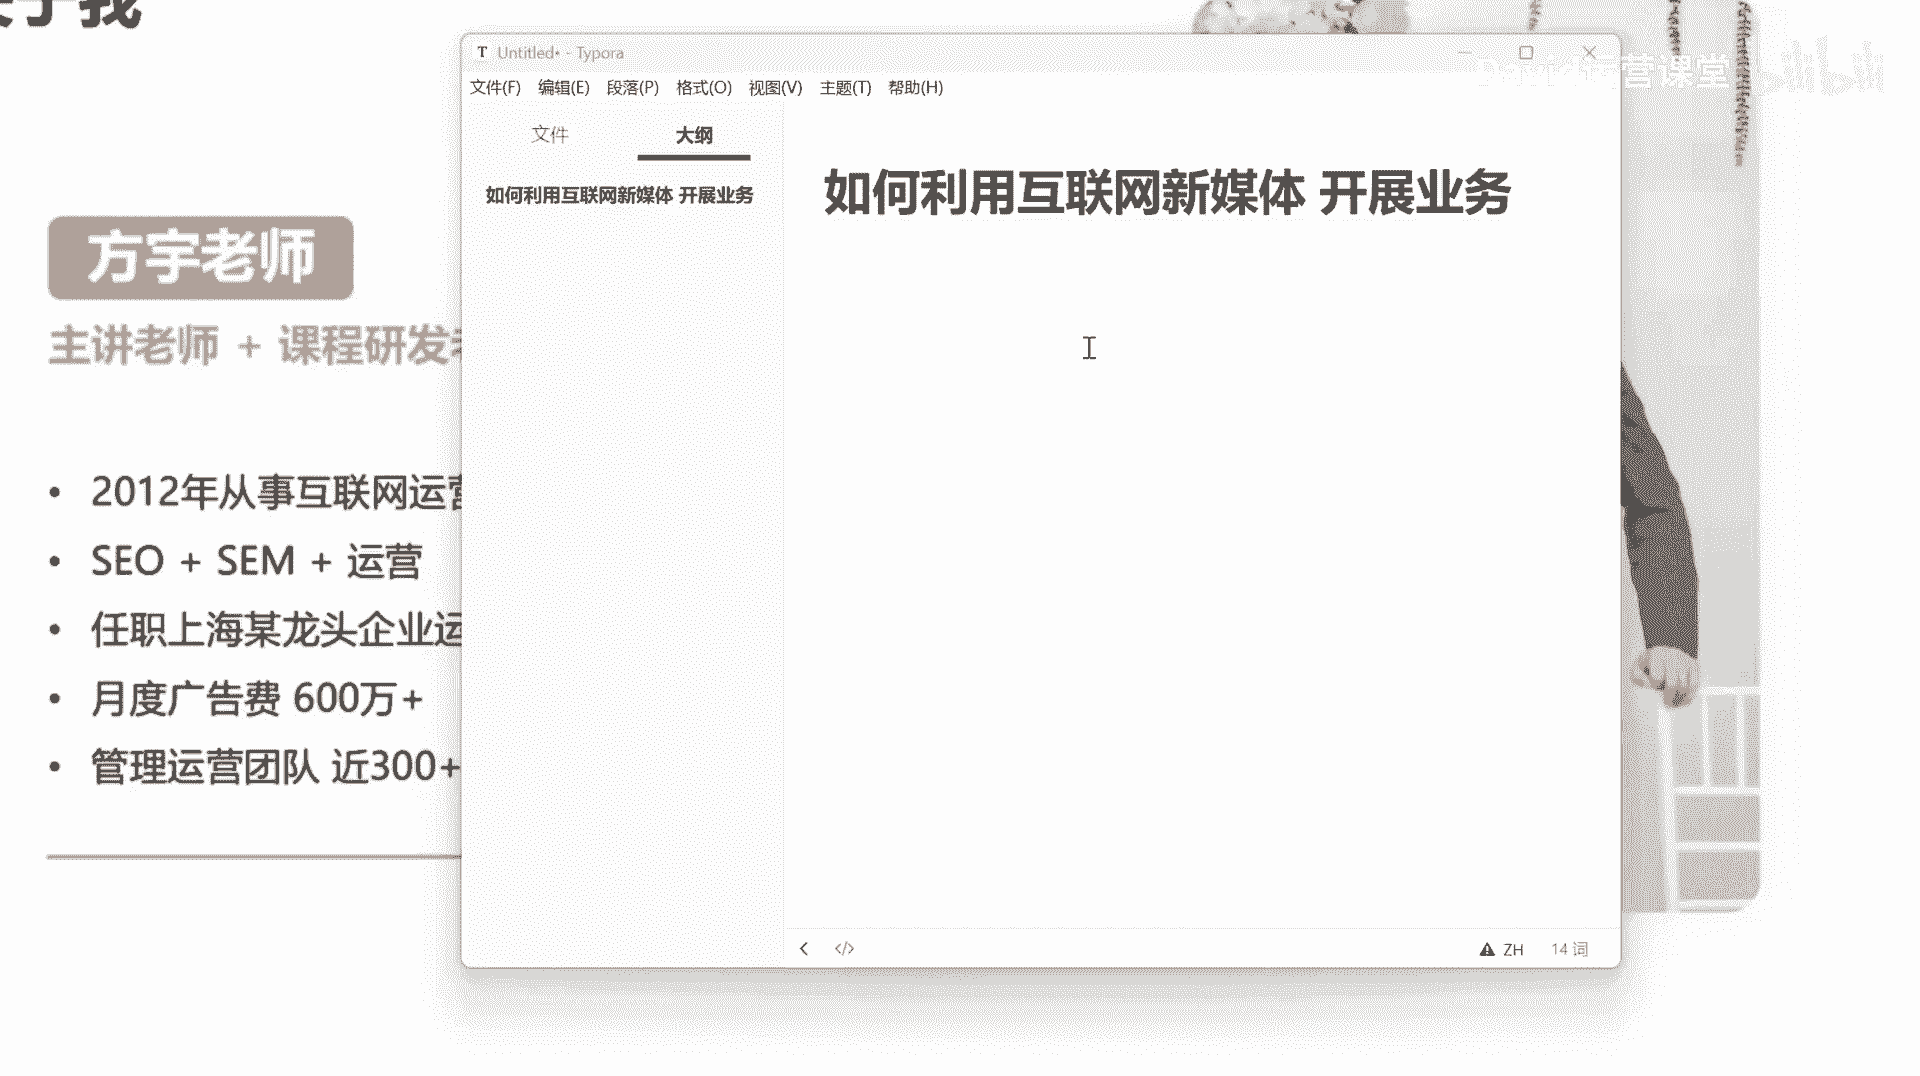 于我
Untitled• - Typora
文件(F) 编辑(E) 段落(P) 格式(O) 视图(V) 主题(T) 帮助(H)
David运营课堂 bilibili
文件 大纲
如何利用互联网新媒体 开展业务
如何利用互联网新媒体 开展业务
方宇老师
主讲老师 + 课程研发
• 2012年从事互联网运营
• SEO + SEM + 运营
• 任职上海某龙头企业运
• 月度广告费 600万+
• 管理运营团队 近300+
</> ZH 14 词